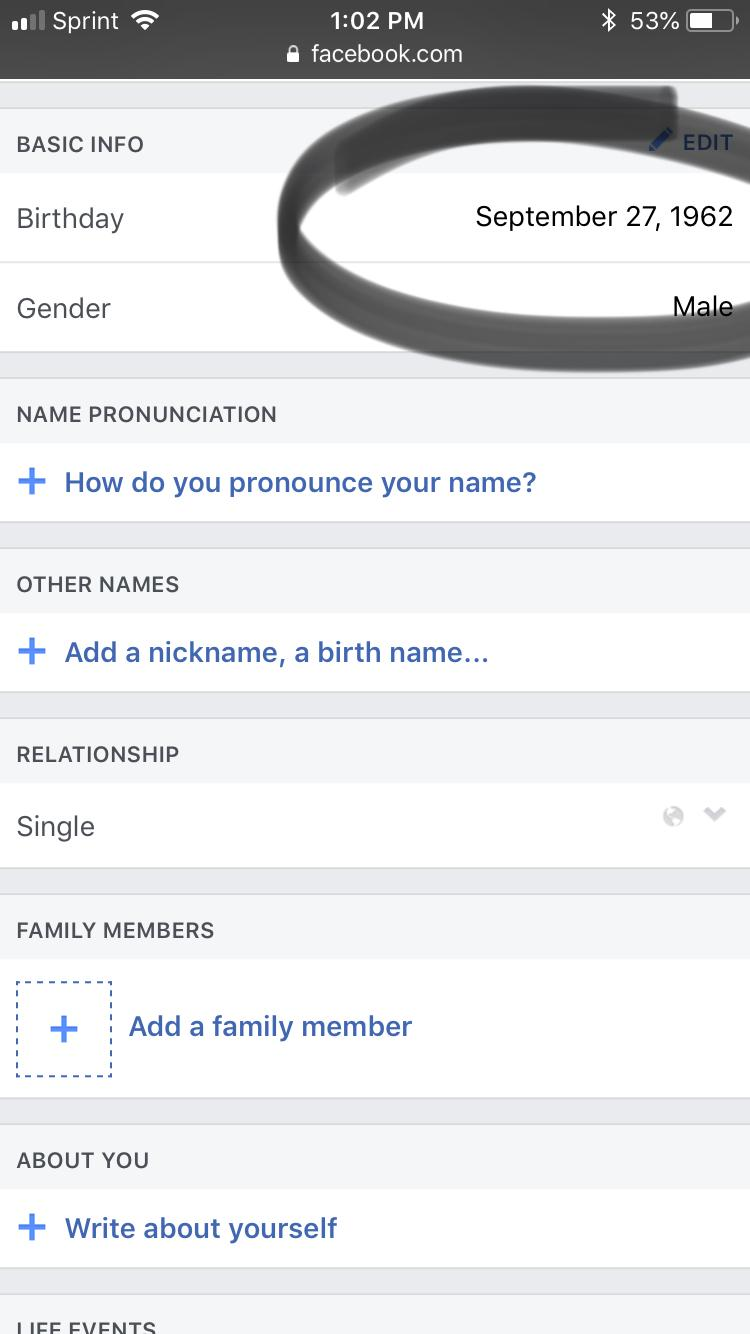 Sprint 1:02 PM 53%
facebook.com
BASIC INFO EDIT
Birthday September 27, 1962
Gender Male
NAME PRONUNCIATION
+ How do you pronounce your name?
OTHER NAMES
+ Add a nickname, a birth name...
RELATIONSHIP
Single
FAMILY MEMBERS
+ Add a family member
ABOUT YOU
+ Write about yourself
LIFE EVENTS